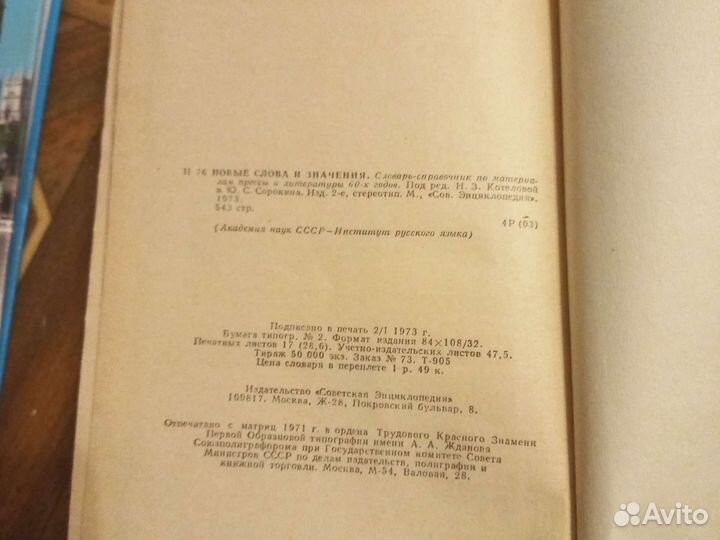 Н 76 НОВЫЕ СЛОВА И ЗНАЧЕНИЯ. Словарь-справочник по материа-
лам прессы и литературы 60-х годов. Под ред. Н. З. Котеловой
и Ю. С. Сорокина. Изд. 2-е, стереотип. М., «Сов. Энциклопедия»,
1973.
543 стр.
4Р (03)
(Академия наук СССР—Институт русского языка)
Подписано в печать 2/I 1973 г.
Бумага типогр. № 2. Формат издания 84×108/32.
Печатных листов 17 (28,6). Учетно-издательских листов 47,5.
Тираж 50 000 экз. Заказ № 73. Т-905
Цена словаря в переплете 1 р. 49 к.
Издательство «Советская Энциклопедия»
109817. Москва, Ж-28, Покровский бульвар, 8.
Отпечатано с матриц 1971 г. в ордена Трудового Красного Знамени
Первой Образцовой типографии имени А. А. Жданова
Союзполиграфпрома при Государственном комитете Совета
Министров СССР по делам издательств, полиграфии и
книжной торговли. Москва, М-54, Валовая, 28.
Avito